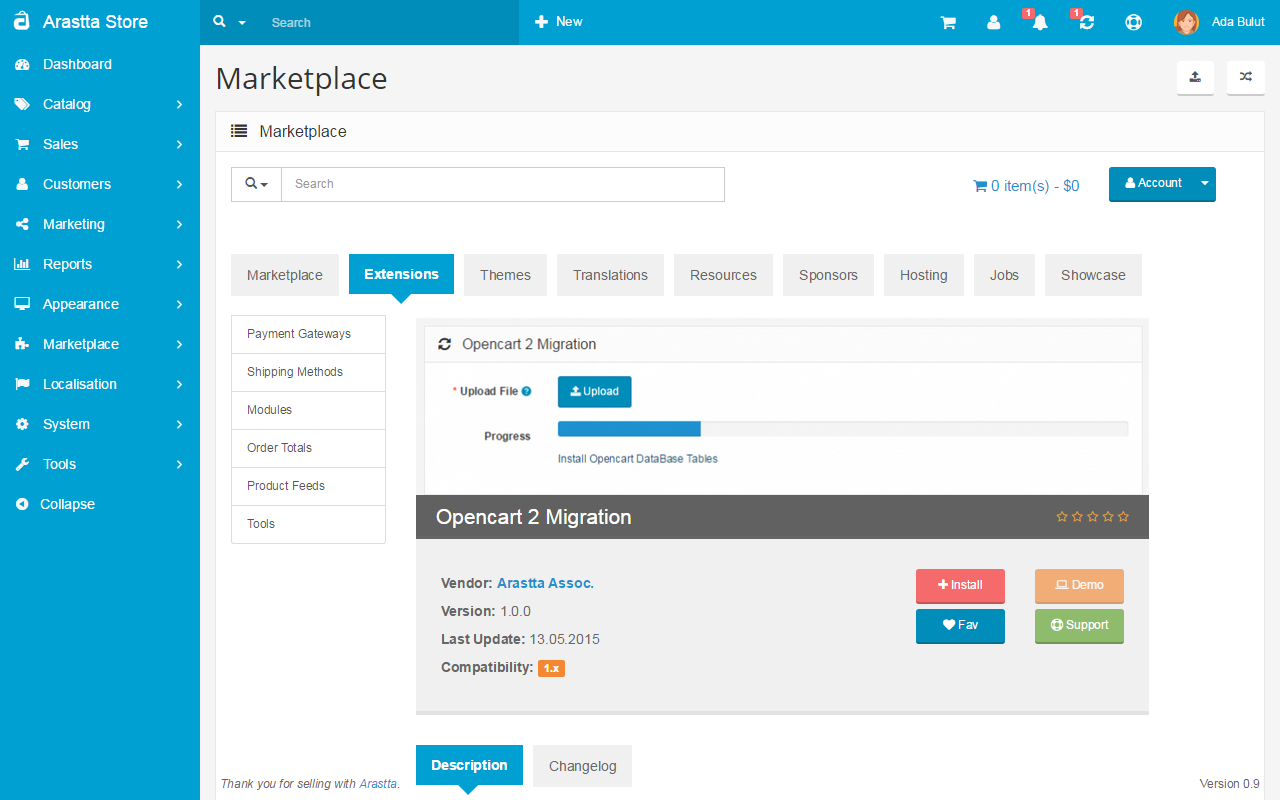 Arastta Store
Search
New
1
1
Ada Bulut
Dashboard
Catalog
Sales
Customers
Marketing
Reports
Appearance
Marketplace
Localisation
System
Tools
Collapse
Marketplace
Marketplace
Search
0 item(s) - $0
Account
Marketplace
Extensions
Themes
Translations
Resources
Sponsors
Hosting
Jobs
Showcase
Payment Gateways
Shipping Methods
Modules
Order Totals
Product Feeds
Tools
Opencart 2 Migration
* Upload File
Upload
Progress
Install Opencart DataBase Tables
Opencart 2 Migration
Vendor: Arastta Assoc.
Version: 1.0.0
Last Update: 13.05.2015
Compatibility: 1.x
Install
Demo
Fav
Support
Description
Changelog
Thank you for selling with Arastta.
Version 0.9